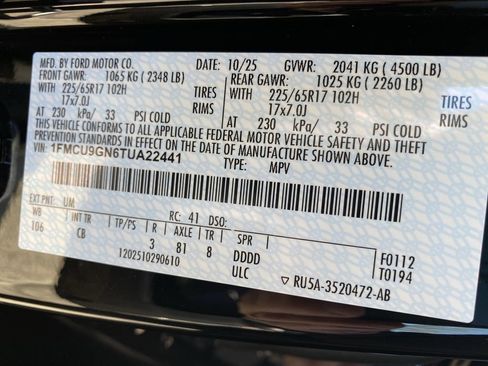 MFD. BY FORD MOTOR CO. DATE: 10/25 GVWR: 2041 KG ( 4500 LB)
FRONT GAWR: 1065 KG ( 2348 LB) REAR GAWR: 1025 KG ( 2260 LB)
WITH 225/65R17 102H TIRES WITH 225/65R17 102H TIRES
17x7.0J RIMS 17x7.0J RIMS
AT 230 kPa/ 33 PSI COLD AT 230 kPa/ 33 PSI COLD
THIS VEHICLE CONFORMS TO ALL APPLICABLE FEDERAL MOTOR VEHICLE SAFETY AND THEFT
PREVENTION STANDARDS IN EFFECT ON THE DATE OF MANUFACTURE SHOWN ABOVE.
VIN: 1FMCU9GN6TUA22441 TYPE: MPV
EXT PNT: UM RC: 41 DSO:
WB INT TR TP/PS R AXLE TR SPR F0112
106 CB 3 81 8 DDDD T0194
120251029 0610 ULC ▽ RU5A-3520472-AB